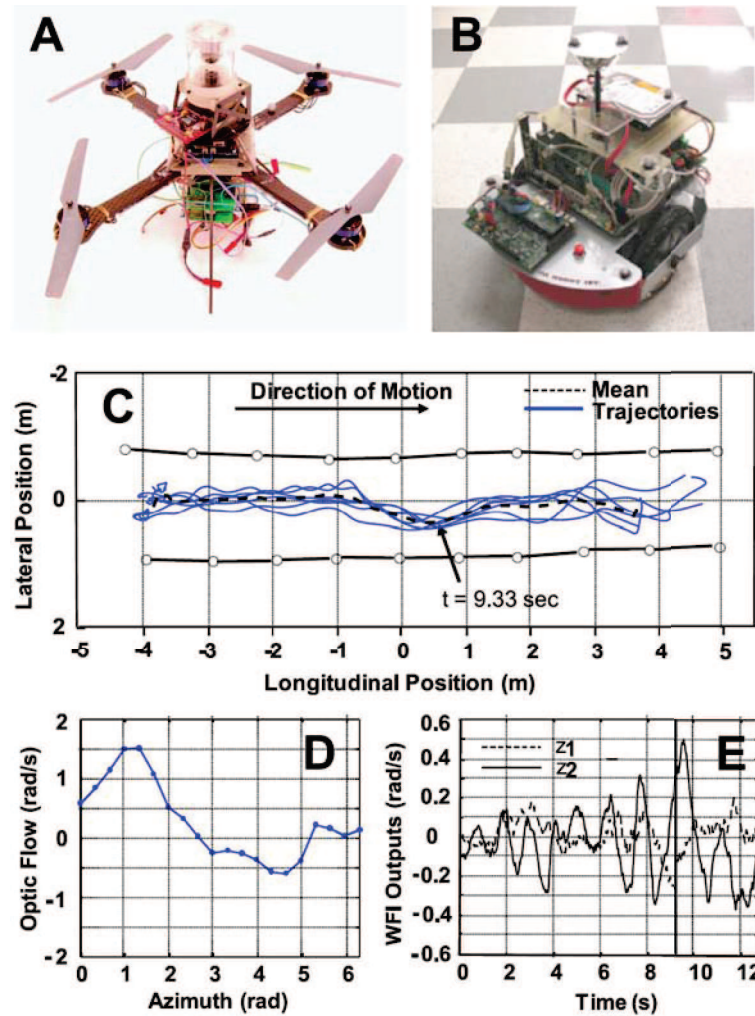 A
B
C
Direction of Motion
Mean
Trajectories
t = 9.33 sec
Lateral Position (m)
-2
0
2
-5 -4 -3 -2 -1 0 1 2 3 4 5
Longitudinal Position (m)
D
Optic Flow (rad/s)
2
1
0
-1
-2
0 1 2 3 4 5 6
Azimuth (rad)
E
z1
z2
WFI Outputs (rad/s)
0.6
0.4
0.2
0
-0.2
-0.4
-0.6
0 2 4 6 8 10 12
Time (s)